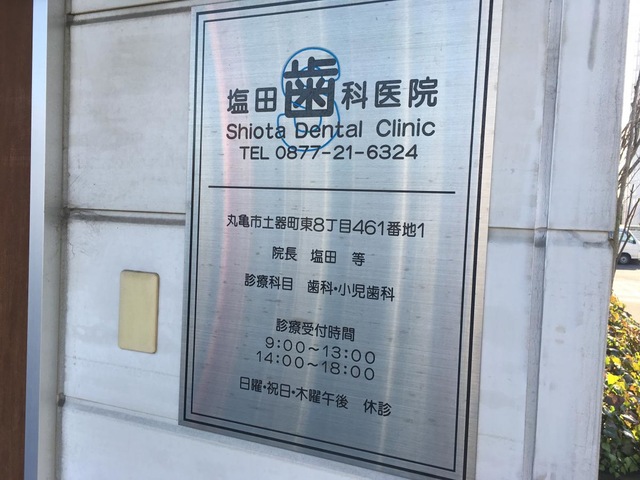 塩田歯科医院
Shiota Dental Clinic
TEL 0877-21-6324
丸亀市土器町東8丁目461番地1
院長 塩田 等
診療科目 歯科・小児歯科
診療受付時間
9:00～13:00
14:00～18:00
日曜・祝日・木曜午後 休診